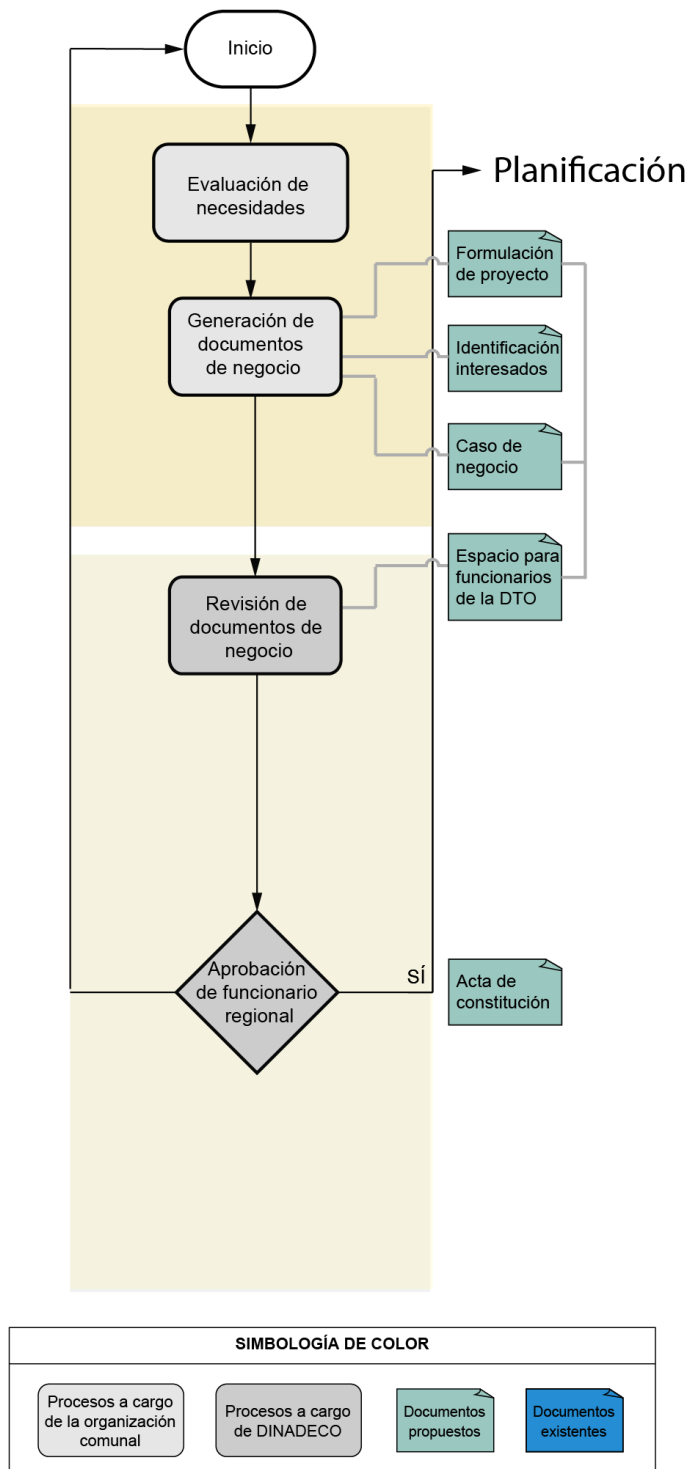 Inicio
Evaluación de
necesidades
Planificación
Generación de
documentos
de negocio
Formulación
de proyecto
Identificación
interesados
Caso de
negocio
Revisión de
documentos de
negocio
Espacio para
funcionarios
de la DTO
Aprobación
de funcionario
regional
SÍ
Acta de
constitución
SIMBOLOGÍA DE COLOR
Procesos a cargo
de la organización
comunal
Procesos a cargo
de DINADECO
Documentos
propuestos
Documentos
existentes